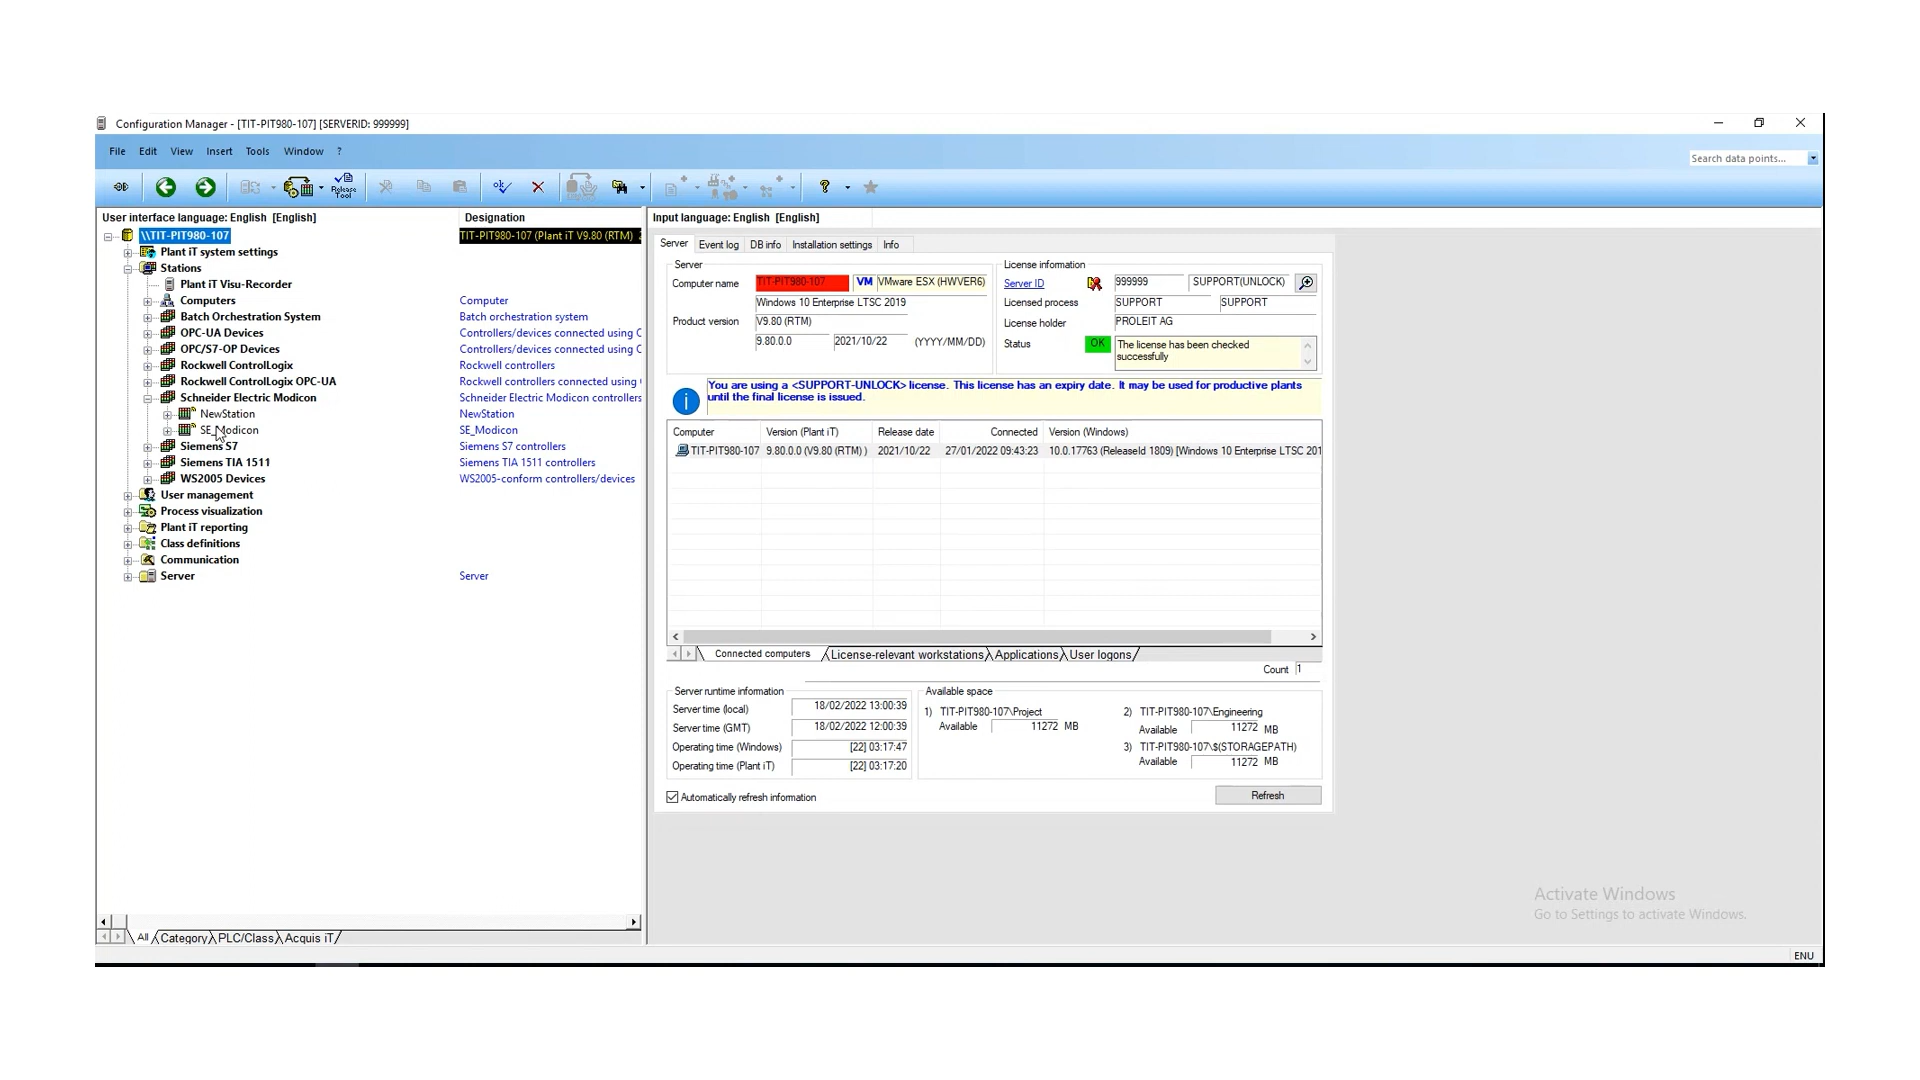 Configuration Manager - [TIT-PIT980-107] [SERVERID: 999999]
File Edit View Insert Tools Window ?
Search data points...
Release Tool
User interface language: English [English] Designation
\\TIT-PIT980-107 TIT-PIT980-107 (Plant iT V9.80 (RTM)
Plant iT system settings
Stations
Plant iT Visu-Recorder
Computers Computer
Batch Orchestration System Batch orchestration system
OPC-UA Devices Controllers/devices connected using
OPC/S7-OP Devices Controllers/devices connected using
Rockwell ControlLogix Rockwell controllers
Rockwell ControlLogix OPC-UA Rockwell controllers connected using
Schneider Electric Modicon Schneider Electric Modicon controllers
NewStation NewStation
SE_Modicon SE_Modicon
Siemens S7 Siemens S7 controllers
Siemens TIA 1511 Siemens TIA 1511 controllers
WS2005 Devices WS2005-conform controllers/devices
User management
Process visualization
Plant iT reporting
Class definitions
Communication
Server Server
All Category PLC/Class Acquis iT
Input language: English [English]
Server Event log DB info Installation settings Info
Server
Computer name TIT-PIT980-107 VM VMware ESX (HWVER6)
Windows 10 Enterprise LTSC 2019
Product version V9.80 (RTM)
9.80.0.0 2021/10/22 (YYYY/MM/DD)
License information
Server ID 999999 SUPPORT(UNLOCK)
Licensed process SUPPORT SUPPORT
License holder PROLEIT AG
Status OK The license has been checked
successfully
i You are using a <SUPPORT-UNLOCK> license. This license has an expiry date. It may be used for productive plants
until the final license is issued.
Computer Version (Plant iT) Release date Connected Version (Windows)
TIT-PIT980-107 9.80.0.0 (V9.80 (RTM) ) 2021/10/22 27/01/2022 09:43:23 10.0.17763 (ReleaseId 1809) [Windows 10 Enterprise LTSC 201
Connected computers License-relevant workstations Applications User logons
Count 1
Server runtime information
Server time (local) 18/02/2022 13:00:39
Server time (GMT) 18/02/2022 12:00:39
Operating time (Windows) [22] 03:17:47
Operating time (Plant iT) [22] 03:17:20
Available space
1) TIT-PIT980-107\Project 2) TIT-PIT980-107\Engineering
Available 11272 MB Available 11272 MB
3) TIT-PIT980-107\$(STORAGEPATH)
Available 11272 MB
Automatically refresh information Refresh
Activate Windows
Go to Settings to activate Windows.
ENU